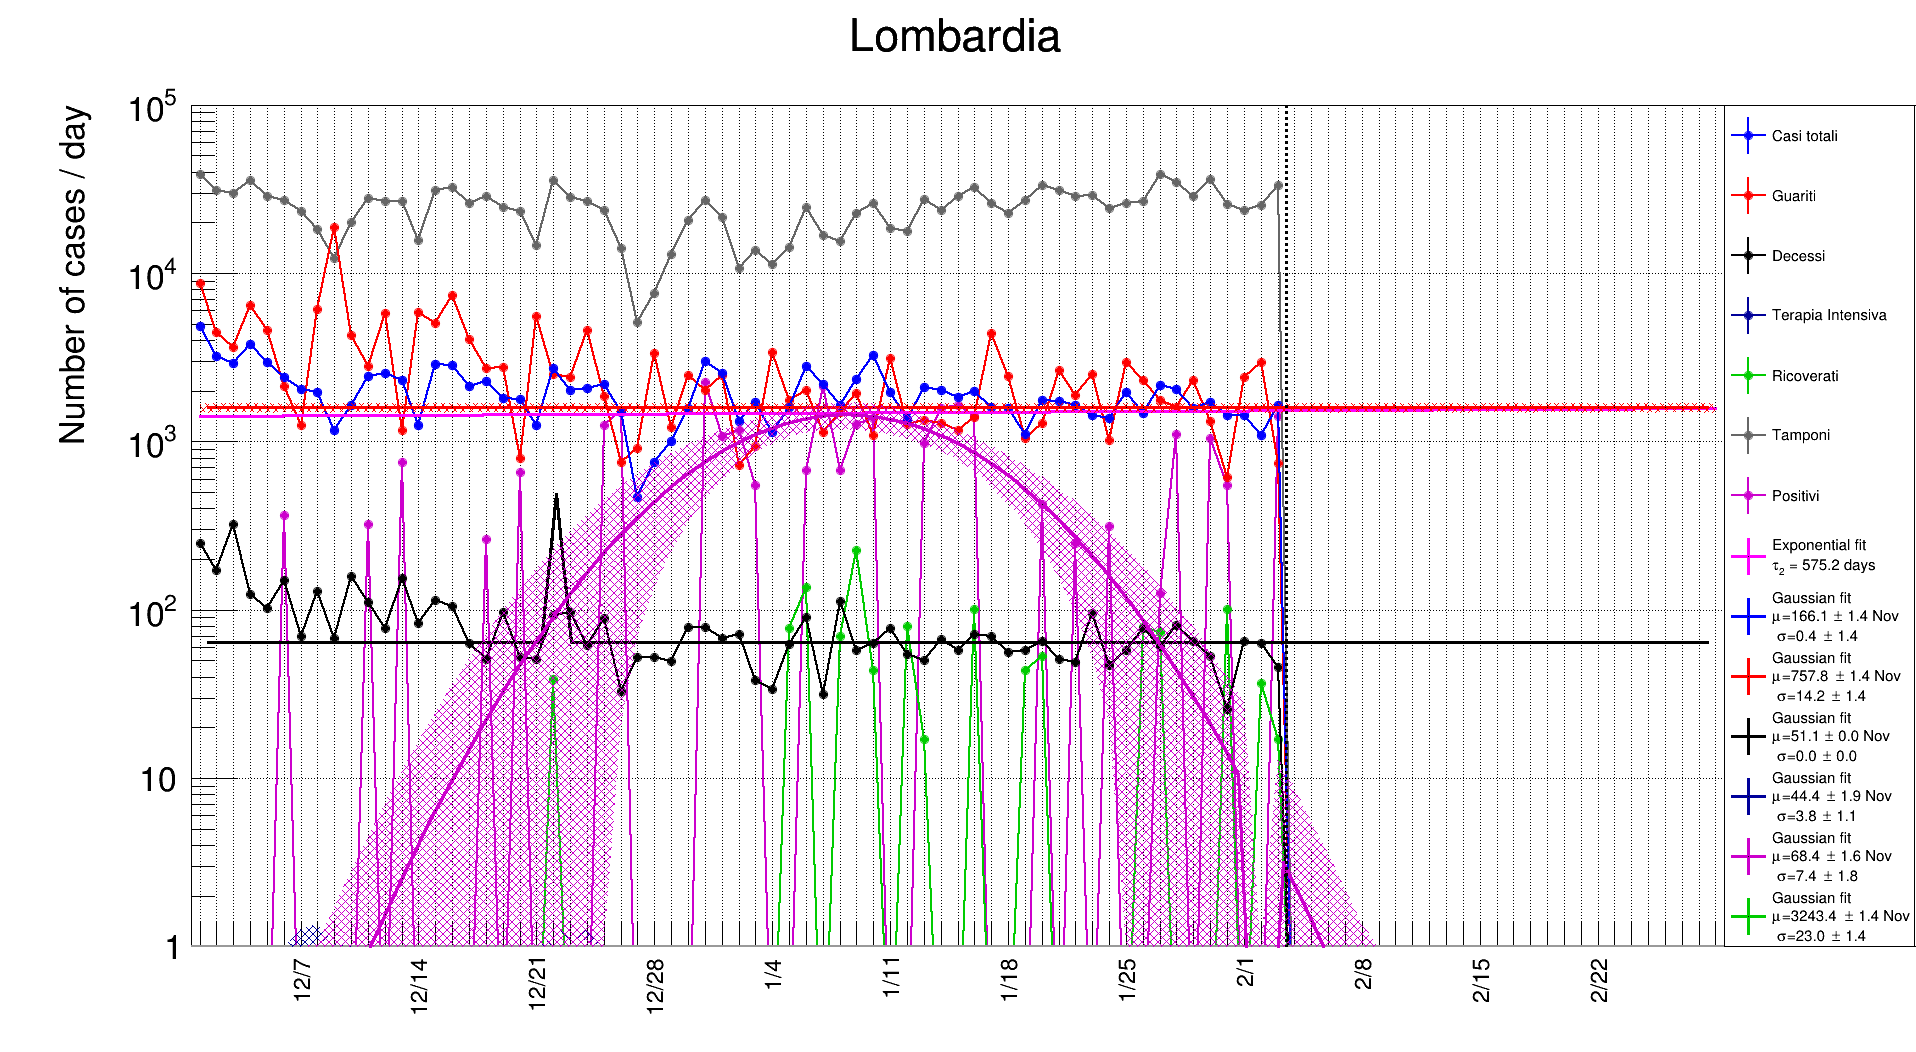 Lombardia
Number of cases / day
10^5
10^4
10^3
10^2
10
1
12/7
12/14
12/21
12/28
1/4
1/11
1/18
1/25
2/1
2/8
2/15
2/22
Casi totali
Guariti
Decessi
Terapia Intensiva
Ricoverati
Tamponi
Positivi
Exponential fit
τ₂ = 575.2 days
Gaussian fit
μ=166.1 ± 1.4 Nov
σ=0.4 ± 1.4
Gaussian fit
μ=757.8 ± 1.4 Nov
σ=14.2 ± 1.4
Gaussian fit
μ=51.1 ± 0.0 Nov
σ=0.0 ± 0.0
Gaussian fit
μ=44.4 ± 1.9 Nov
σ=3.8 ± 1.1
Gaussian fit
μ=68.4 ± 1.6 Nov
σ=7.4 ± 1.8
Gaussian fit
μ=3243.4 ± 1.4 Nov
σ=23.0 ± 1.4